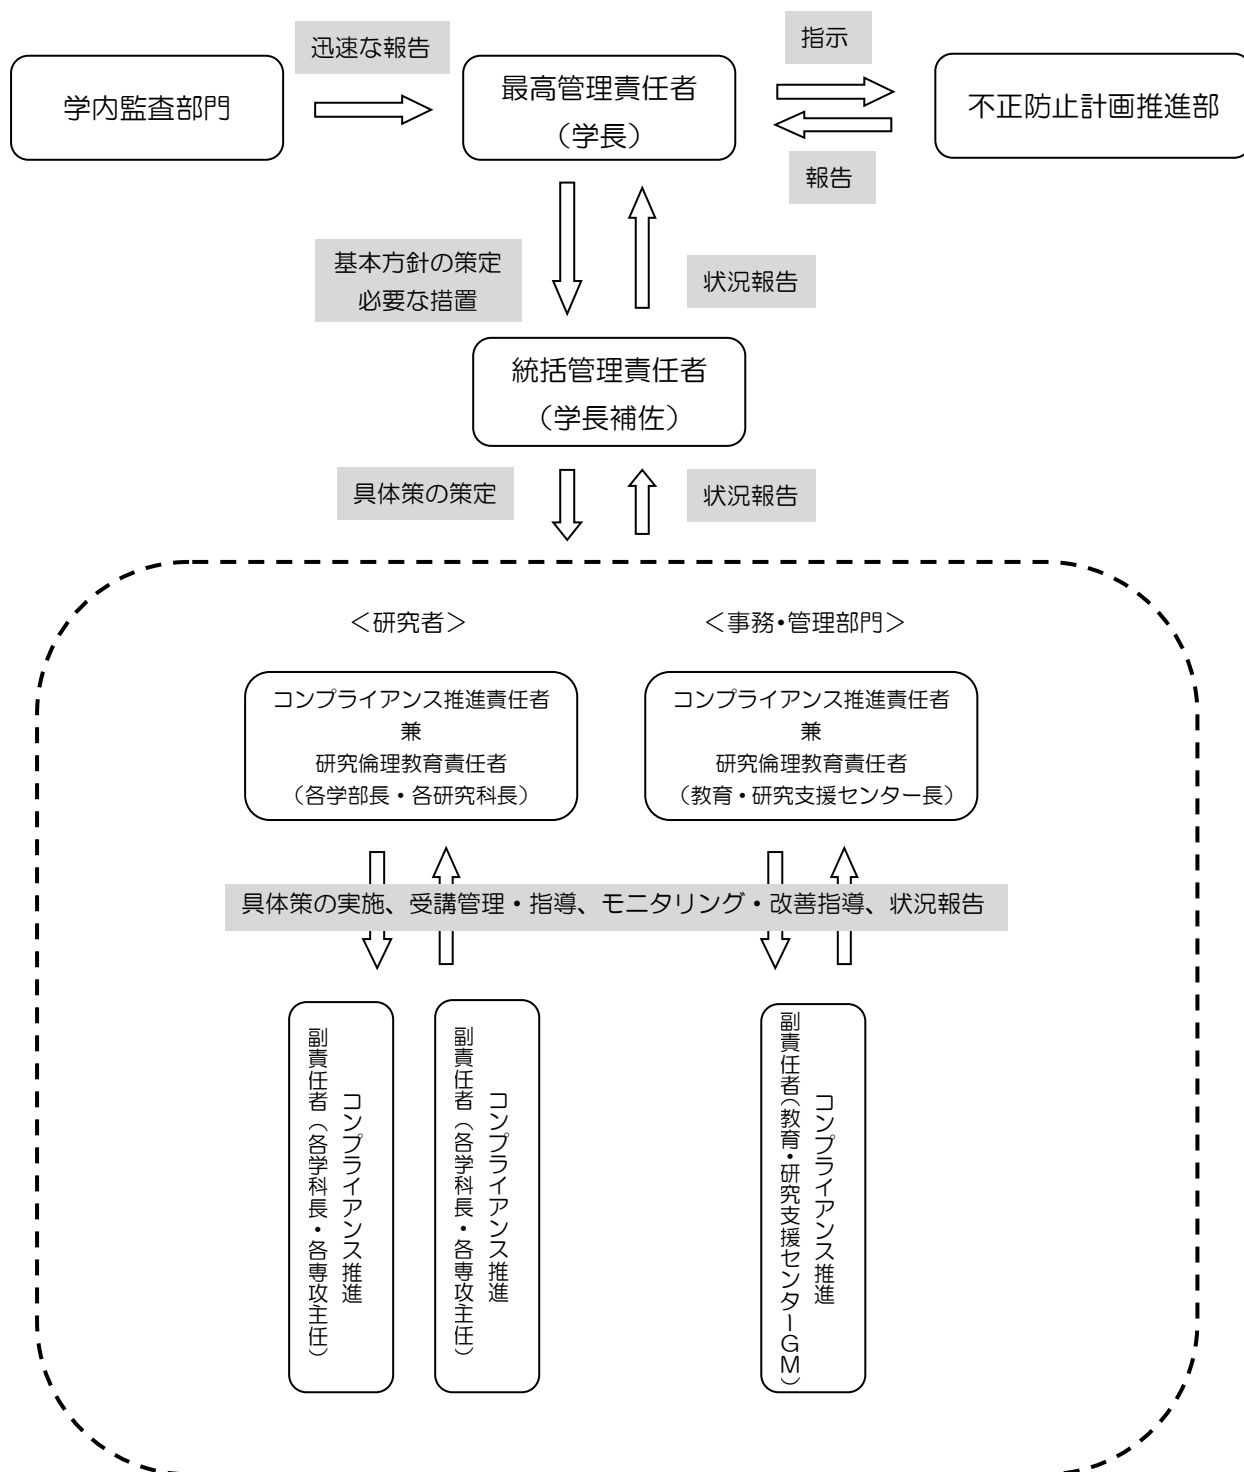 迅速な報告
指示
学内監査部門
最高管理責任者
（学長）
不正防止計画推進部
報告
基本方針の策定
必要な措置
状況報告
統括管理責任者
（学長補佐）
具体策の策定
状況報告
＜研究者＞
＜事務・管理部門＞
コンプライアンス推進責任者
兼
研究倫理教育責任者
（各学部長・各研究科長）
コンプライアンス推進責任者
兼
研究倫理教育責任者
（教育・研究支援センター長）
具体策の実施、受講管理・指導、モニタリング・改善指導、状況報告
コンプライアンス推進
副責任者（各学科長・各専攻主任）
コンプライアンス推進
副責任者（各学科長・各専攻主任）
コンプライアンス推進
副責任者（教育・研究支援センターGM）